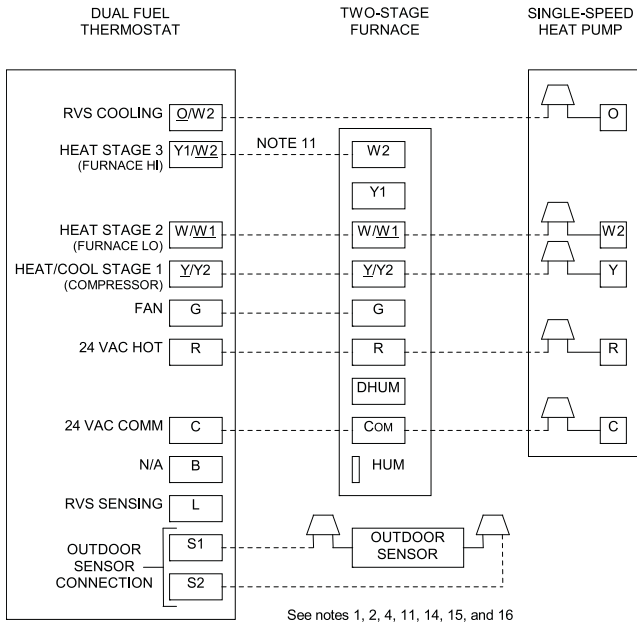 DUAL FUEL
THERMOSTAT
TWO-STAGE
FURNACE
SINGLE-SPEED
HEAT PUMP
RVS COOLING O/W2 O
HEAT STAGE 3
(FURNACE HI)
Y1/W2 NOTE 11 W2
Y1
HEAT STAGE 2
(FURNACE LO)
W/W1 W/W1 W2
HEAT/COOL STAGE 1
(COMPRESSOR)
Y/Y2 Y/Y2 Y
FAN G G
24 VAC HOT R R R
DHUM
24 VAC COMM C COM C
N/A B HUM
RVS SENSING L
OUTDOOR
SENSOR
CONNECTION
S1
S2
OUTDOOR
SENSOR
See notes 1, 2, 4, 11, 14, 15, and 16